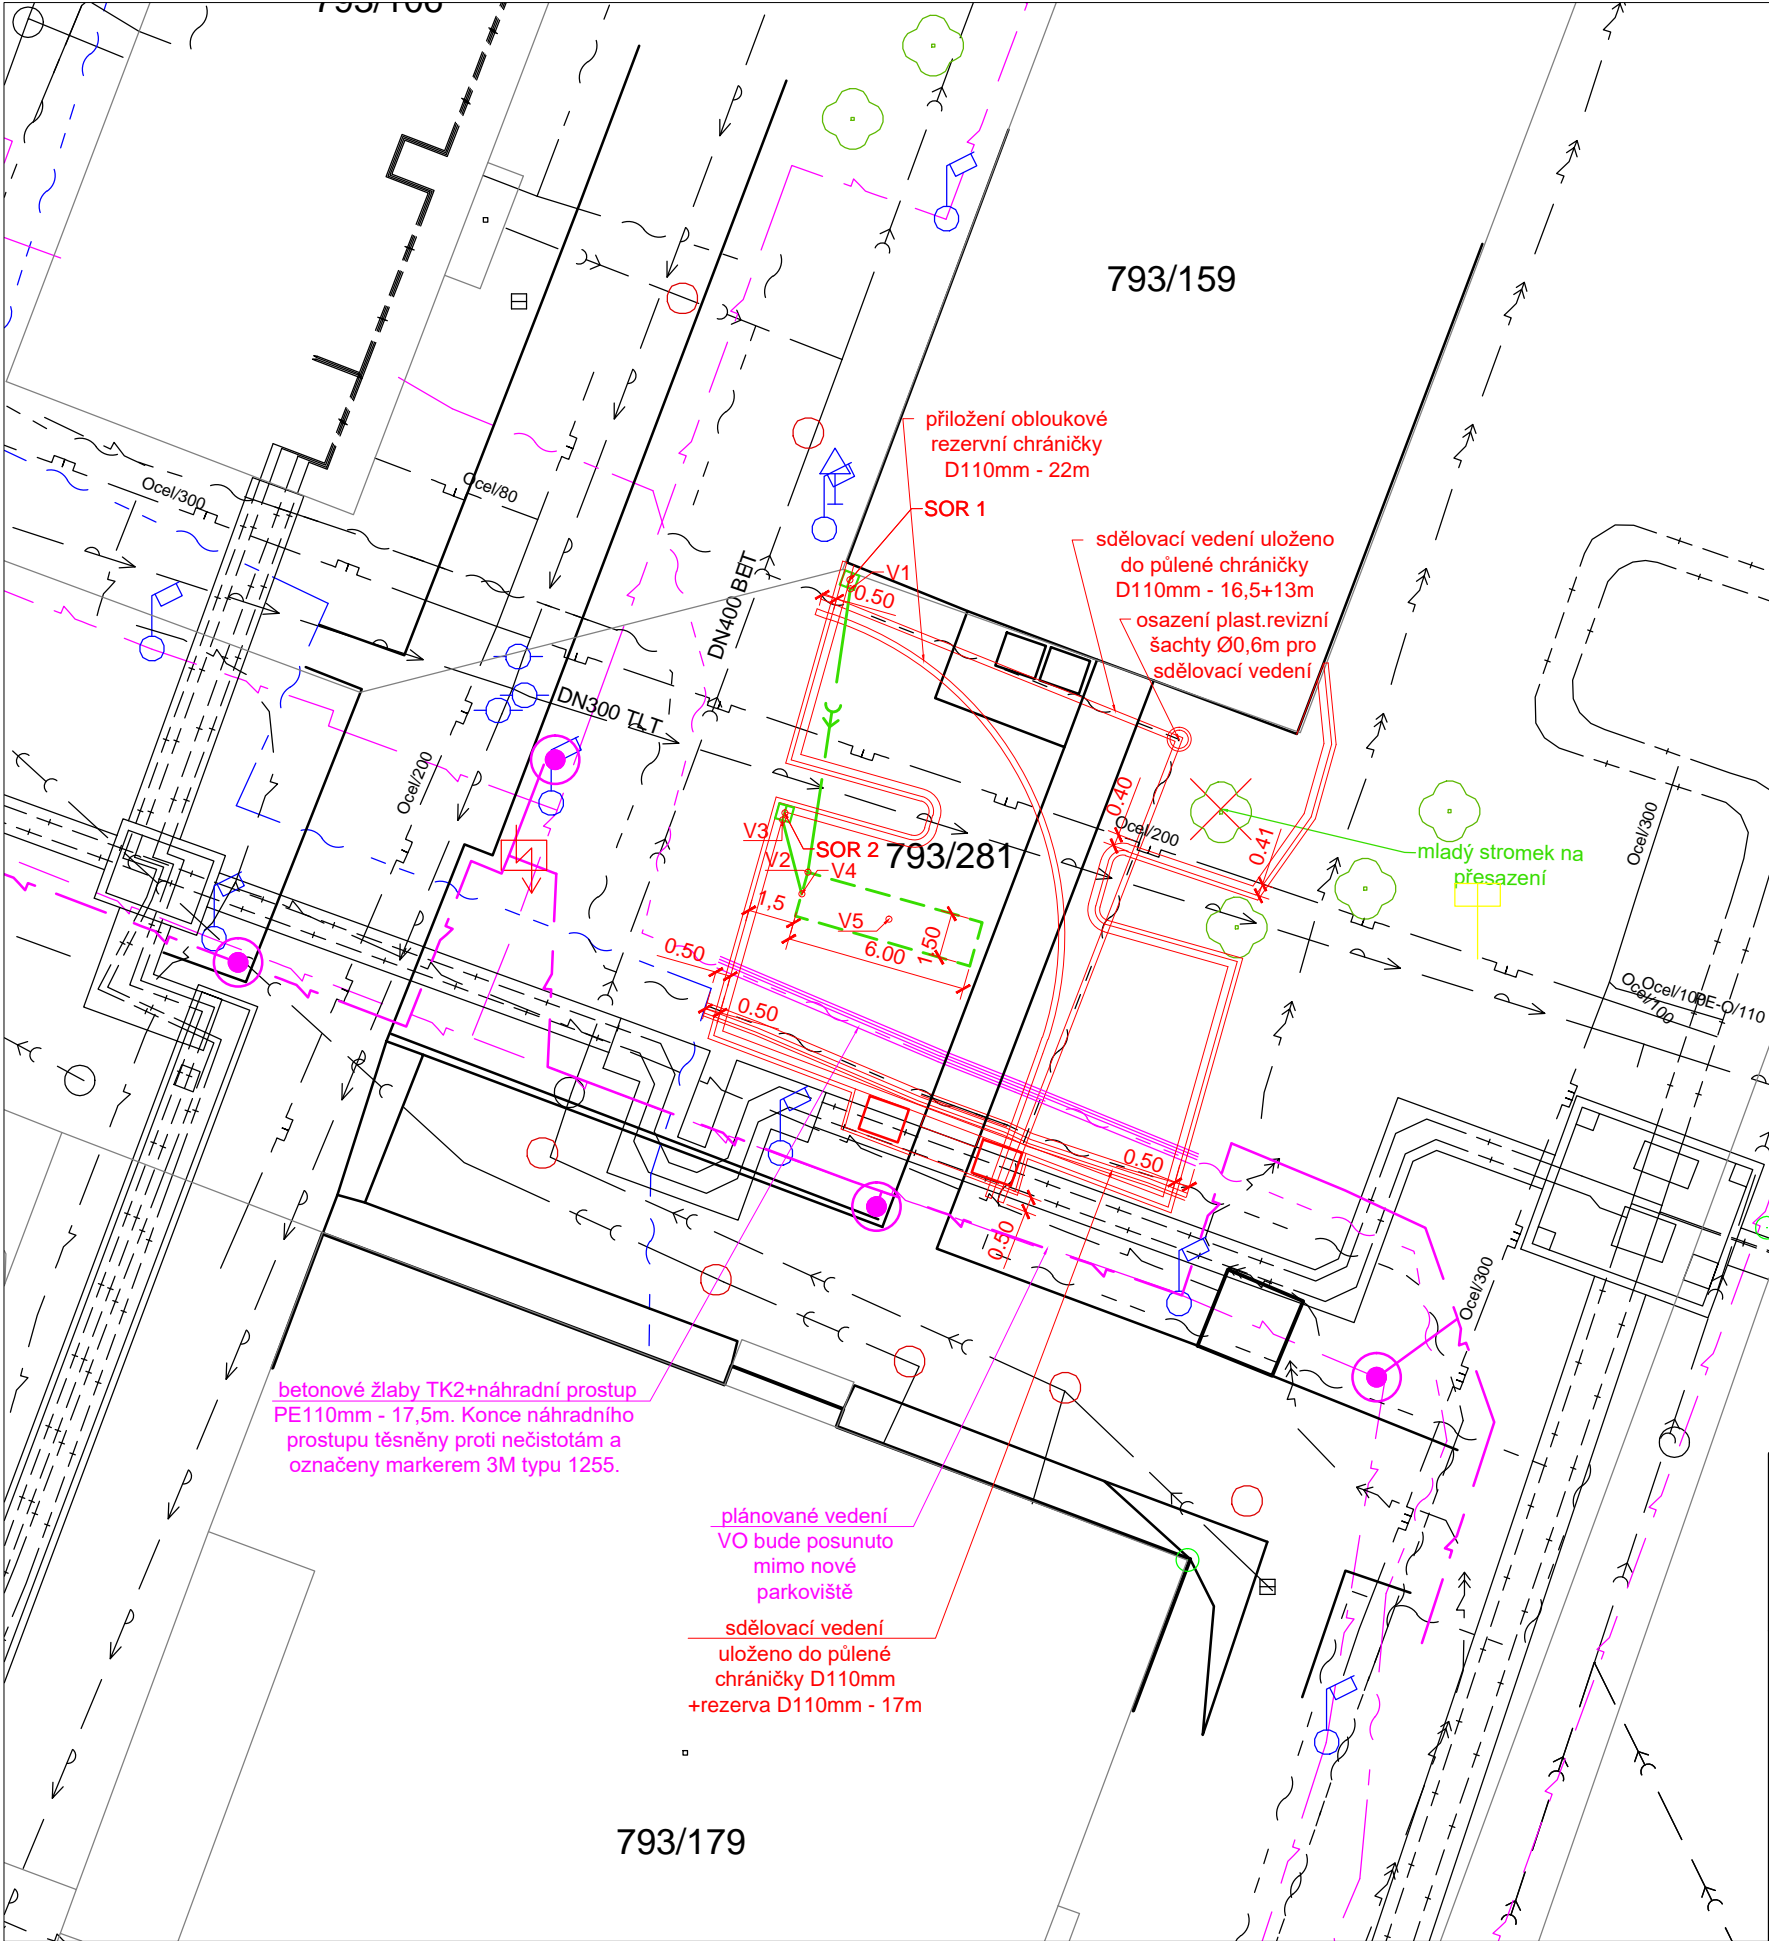 793/159
přiložení obloukové
rezervní chráničky
D110mm - 22m
SOR 1
sdělovací vedení uloženo
do půlené chráničky
D110mm - 16,5+13m
osazení plast.revizní
šachty Ø0,6m pro
sdělovací vedení
Ocel/300
Ocel/80
V1
0.50
DN400 BET
DN300 TLT
Ocel/200
0.40
Ocel/200
0.41
Ocel/300
V3
SOR 2
V2
V4
793/281
mladý stromek na
přesazení
1,5
V5
6.00
1,50
0.50
0.50
Ocel/100
Ocel/100
PE-O/110
0.50
0.50
Ocel/300
betonové žlaby TK2+náhradní prostup
PE110mm - 17,5m. Konce náhradního
prostupu těsněny proti nečistotám a
označeny markerem 3M typu 1255.
plánované vedení
VO bude posunuto
mimo nové
parkoviště
sdělovací vedení
uloženo do půlené
chráničky D110mm
+rezerva D110mm - 17m
793/179